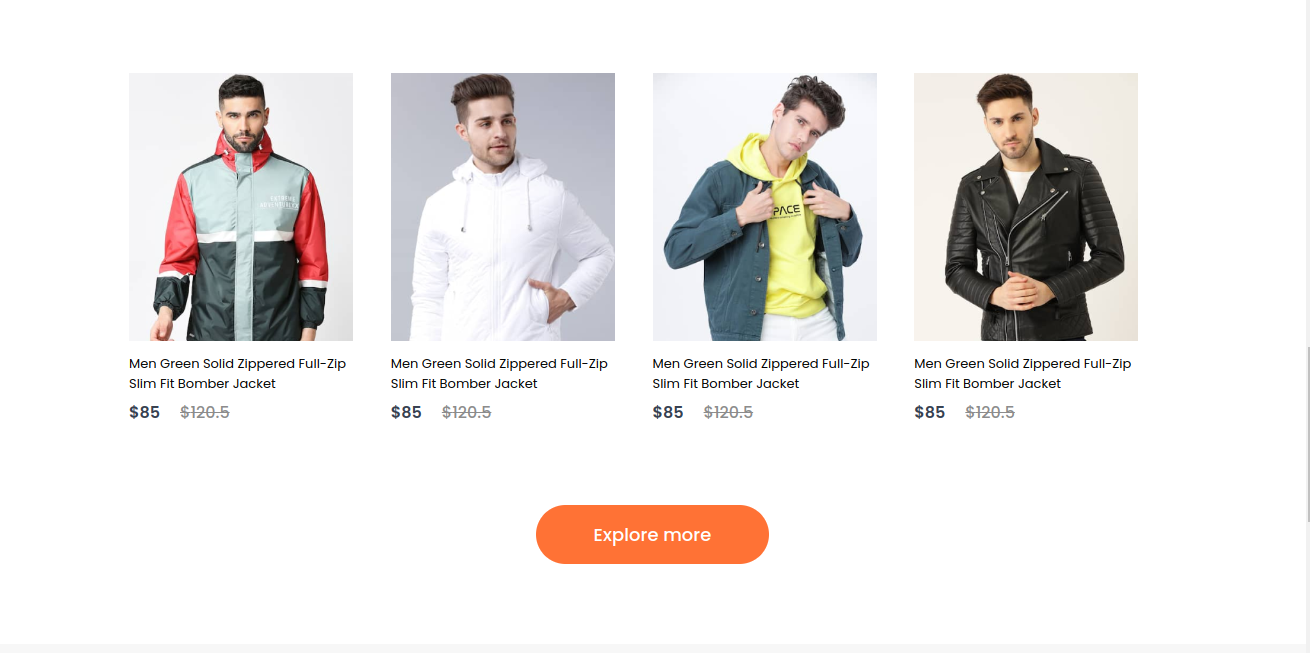 PACE
Men Green Solid Zippered Full-Zip
Slim Fit Bomber Jacket
$85 $120.5
Men Green Solid Zippered Full-Zip
Slim Fit Bomber Jacket
$85 $120.5
Men Green Solid Zippered Full-Zip
Slim Fit Bomber Jacket
$85 $120.5
Men Green Solid Zippered Full-Zip
Slim Fit Bomber Jacket
$85 $120.5
Explore more